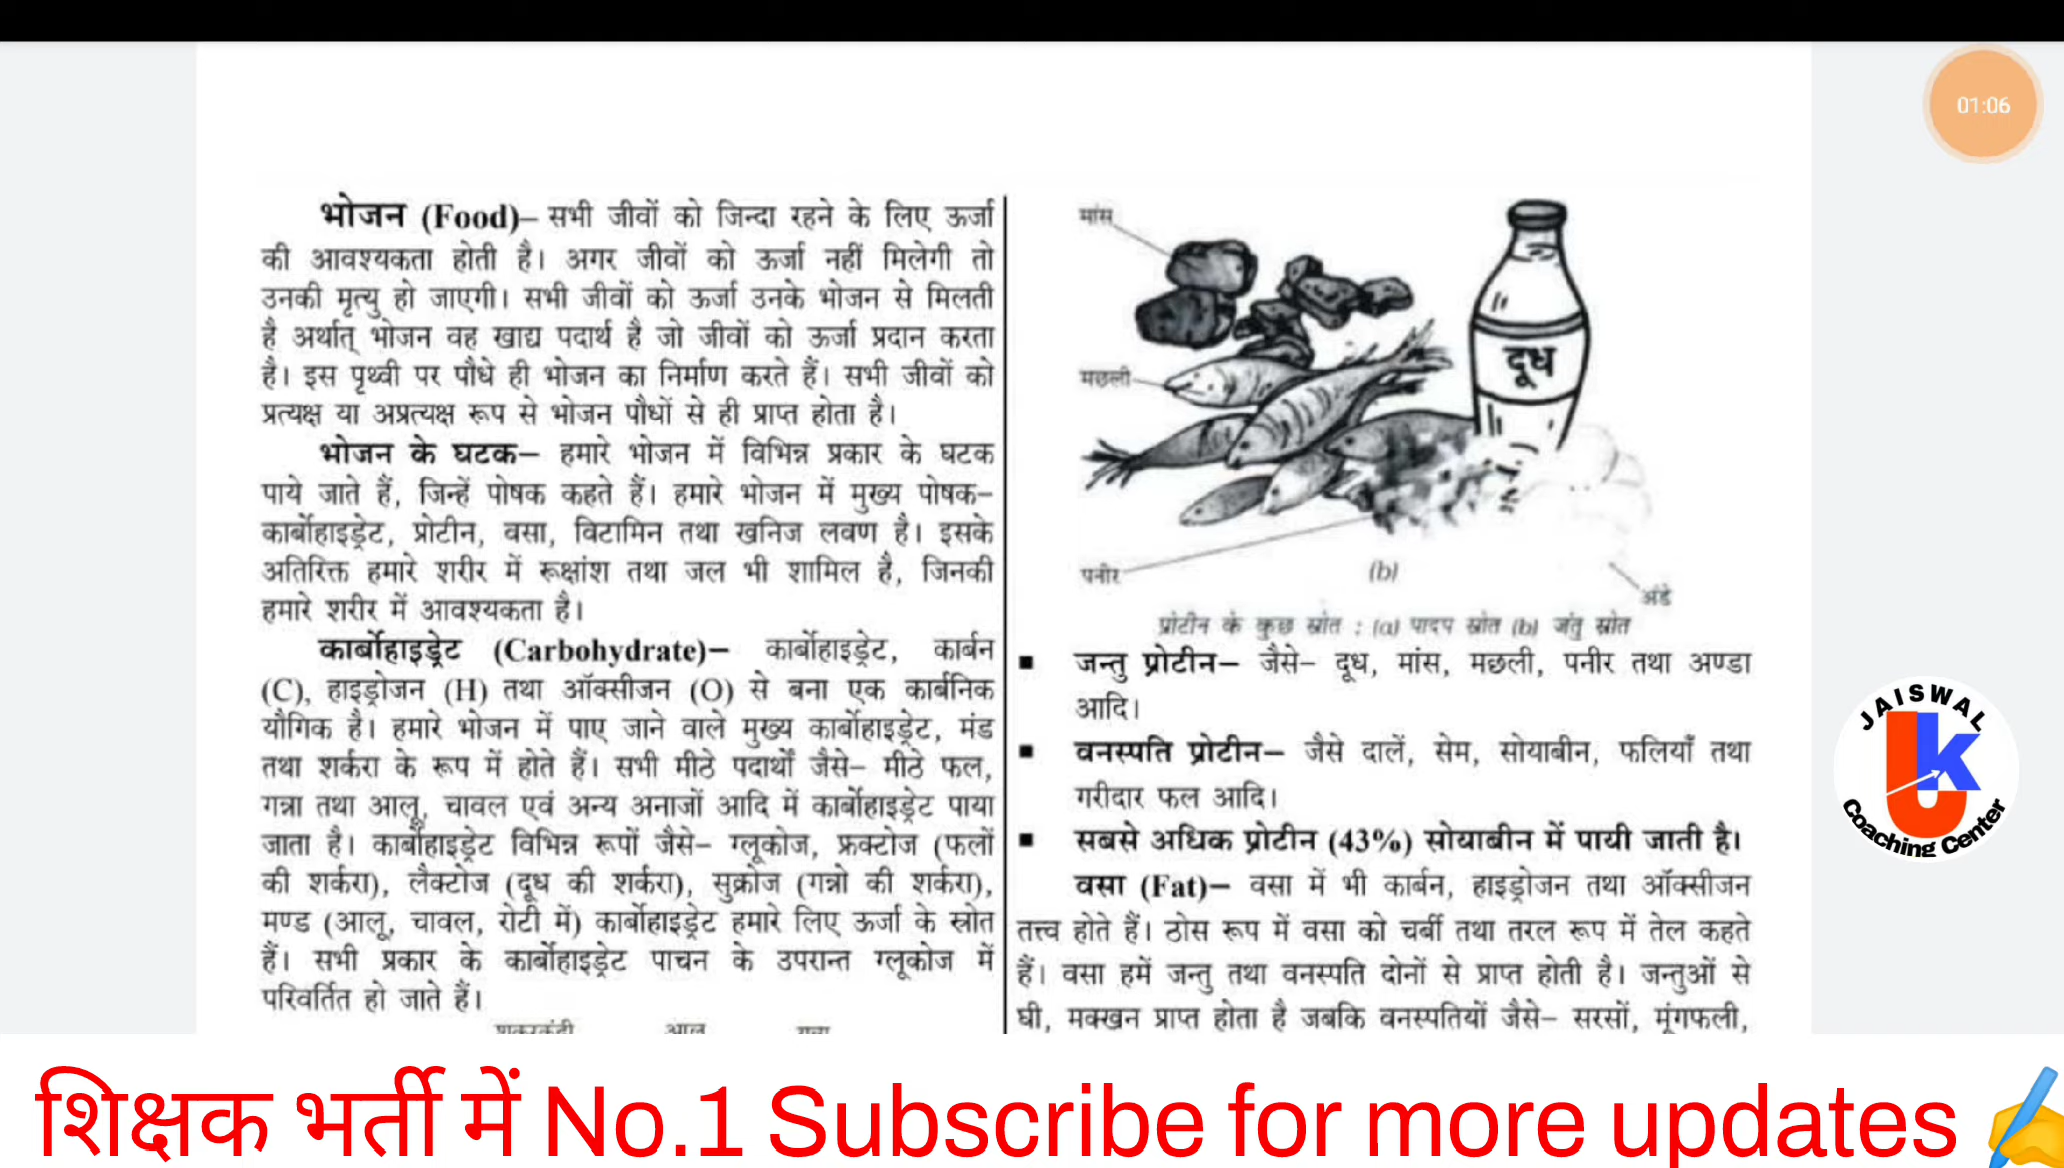 01:06
भोजन (Food)– सभी जीवों को जिन्दा रहने के लिए ऊर्जा
की आवश्यकता होती है। अगर जीवों को ऊर्जा नहीं मिलेगी तो
उनकी मृत्यु हो जाएगी। सभी जीवों को ऊर्जा उनके भोजन से मिलती
है अर्थात् भोजन वह खाद्य पदार्थ है जो जीवों को ऊर्जा प्रदान करता
है। इस पृथ्वी पर पौधे ही भोजन का निर्माण करते हैं। सभी जीवों को
प्रत्यक्ष या अप्रत्यक्ष रूप से भोजन पौधों से ही प्राप्त होता है।
भोजन के घटक– हमारे भोजन में विभिन्न प्रकार के घटक
पाये जाते हैं, जिन्हें पोषक कहते हैं। हमारे भोजन में मुख्य पोषक–
कार्बोहाइड्रेट, प्रोटीन, वसा, विटामिन तथा खनिज लवण है। इसके
अतिरिक्त हमारे शरीर में रूक्षांश तथा जल भी शामिल है, जिनकी
हमारे शरीर में आवश्यकता है।
कार्बोहाइड्रेट (Carbohydrate)– कार्बोहाइड्रेट, कार्बन
(C), हाइड्रोजन (H) तथा ऑक्सीजन (O) से बना एक कार्बनिक
यौगिक है। हमारे भोजन में पाए जाने वाले मुख्य कार्बोहाइड्रेट, मंड
तथा शर्करा के रूप में होते हैं। सभी मीठे पदार्थों जैसे– मीठे फल,
गन्ना तथा आलू, चावल एवं अन्य अनाजों आदि में कार्बोहाइड्रेट पाया
जाता है। कार्बोहाइड्रेट विभिन्न रूपों जैसे– ग्लूकोज, फ्रक्टोज (फलों
की शर्करा), लैक्टोज (दूध की शर्करा), सुक्रोज (गन्नो की शर्करा),
मण्ड (आलू, चावल, रोटी में) कार्बोहाइड्रेट हमारे लिए ऊर्जा के स्रोत
हैं। सभी प्रकार के कार्बोहाइड्रेट पाचन के उपरान्त ग्लूकोज में
परिवर्तित हो जाते हैं।
शकरकंदी आलू गन्ना
मांस
दूध
मछली
पनीर
(b)
अंडे
प्रोटीन के कुछ स्रोत : (a) पादप स्रोत (b) जंतु स्रोत
▪ जन्तु प्रोटीन– जैसे– दूध, मांस, मछली, पनीर तथा अण्डा
आदि।
▪ वनस्पति प्रोटीन– जैसे दालें, सेम, सोयाबीन, फलियाँ तथा
गरीदार फल आदि।
▪ सबसे अधिक प्रोटीन (43%) सोयाबीन में पायी जाती है।
वसा (Fat)– वसा में भी कार्बन, हाइड्रोजन तथा ऑक्सीजन
तत्त्व होते हैं। ठोस रूप में वसा को चर्बी तथा तरल रूप में तेल कहते
हैं। वसा हमें जन्तु तथा वनस्पति दोनों से प्राप्त होती है। जन्तुओं से
घी, मक्खन प्राप्त होता है जबकि वनस्पतियों जैसे– सरसों, मूंगफली,
JAISWAL
UK
Coaching Center
शिक्षक भर्ती में No.1 Subscribe for more updates ✍